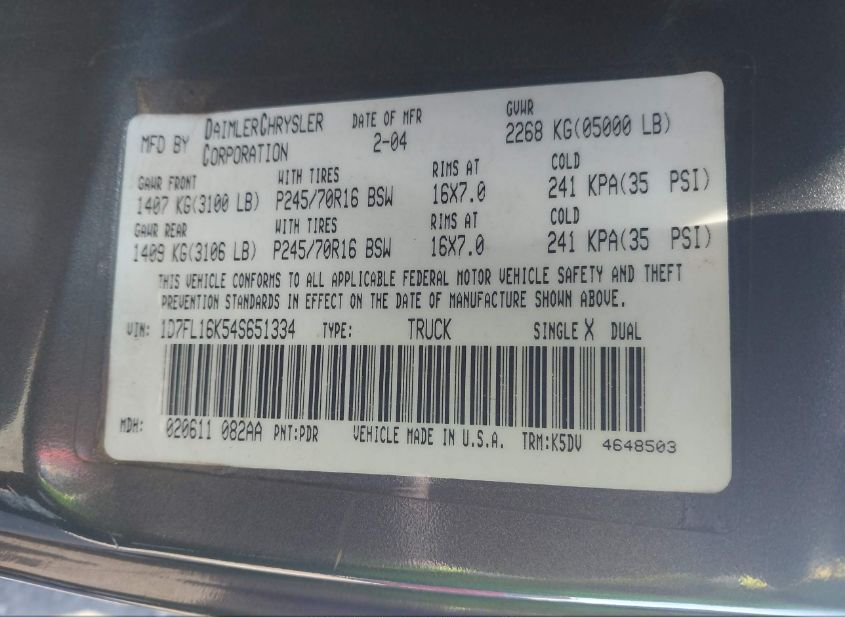 MFD BY DAIMLERCHRYSLER CORPORATION DATE OF MFR 2-04 GVWR 2268 KG(05000 LB)
GAWR FRONT WITH TIRES RIMS AT COLD
1407 KG(3100 LB) P245/70R16 BSW 16X7.0 241 KPA(35 PSI)
GAWR REAR WITH TIRES RIMS AT COLD
1409 KG(3106 LB) P245/70R16 BSW 16X7.0 241 KPA(35 PSI)
THIS VEHICLE CONFORMS TO ALL APPLICABLE FEDERAL MOTOR VEHICLE SAFETY AND THEFT
PREVENTION STANDARDS IN EFFECT ON THE DATE OF MANUFACTURE SHOWN ABOVE.
VIN: 1D7FL16K54S651334 TYPE: TRUCK SINGLE X DUAL
MDH: 020611 082AA PNT:PDR VEHICLE MADE IN U.S.A. TRM:K5DV 4648503